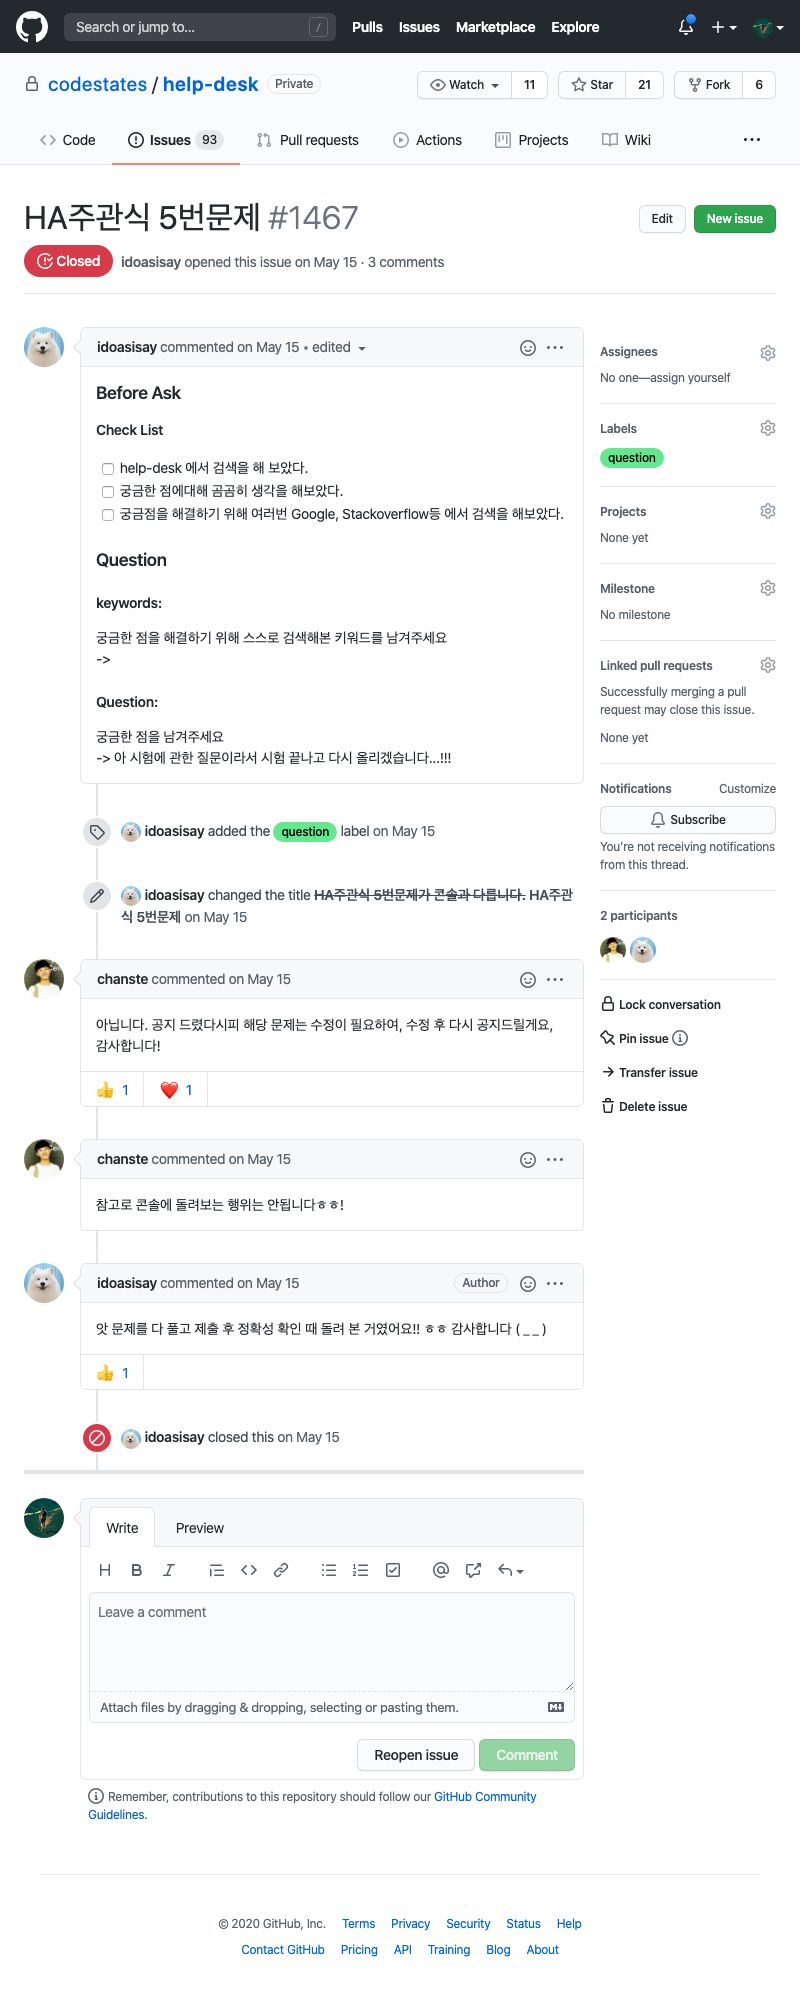 Search or jump to... / Pulls Issues Marketplace Explore
codestates / help-desk Private Watch 11 Star 21 Fork 6
Code Issues 93 Pull requests Actions Projects Wiki ...
HA주관식 5번문제 #1467 Edit New issue
Closed idoasisay opened this issue on May 15 · 3 comments
idoasisay commented on May 15 • edited
Before Ask
Check List
help-desk 에서 검색을 해 보았다.
궁금한 점에대해 곰곰히 생각을 해보았다.
궁금점을 해결하기 위해 여러번 Google, Stackoverflow등 에서 검색을 해보았다.
Question
keywords:
궁금한 점을 해결하기 위해 스스로 검색해본 키워드를 남겨주세요
->
Question:
궁금한 점을 남겨주세요
-> 아 시험에 관한 질문이라서 시험 끝나고 다시 올리겠습니다...!!!
idoasisay added the question label on May 15
idoasisay changed the title HA주관식 5번문제가 콘솔과 다릅니다. HA주관
식 5번문제 on May 15
chanste commented on May 15
아닙니다. 공지 드렸다시피 해당 문제는 수정이 필요하여, 수정 후 다시 공지드릴게요,
감사합니다!
👍 1 ❤️ 1
chanste commented on May 15
참고로 콘솔에 돌려보는 행위는 안됩니다ㅎㅎ!
idoasisay commented on May 15 Author
앗 문제를 다 풀고 제출 후 정확성 확인 때 돌려 본 거였어요!! ㅎㅎ 감사합니다 ( _ _ )
👍 1
idoasisay closed this on May 15
Write Preview
H B I
Leave a comment
Attach files by dragging & dropping, selecting or pasting them.
Reopen issue Comment
Remember, contributions to this repository should follow our GitHub Community
Guidelines.
Assignees
No one—assign yourself
Labels
question
Projects
None yet
Milestone
No milestone
Linked pull requests
Successfully merging a pull
request may close this issue.
None yet
Notifications Customize
Subscribe
You're not receiving notifications
from this thread.
2 participants
Lock conversation
Pin issue
Transfer issue
Delete issue
© 2020 GitHub, Inc. Terms Privacy Security Status Help
Contact GitHub Pricing API Training Blog About